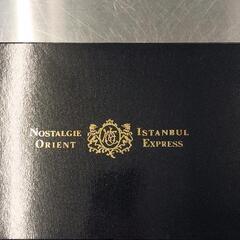 NOSTALGIE ISTANBUL
ORIENT EXPRESS